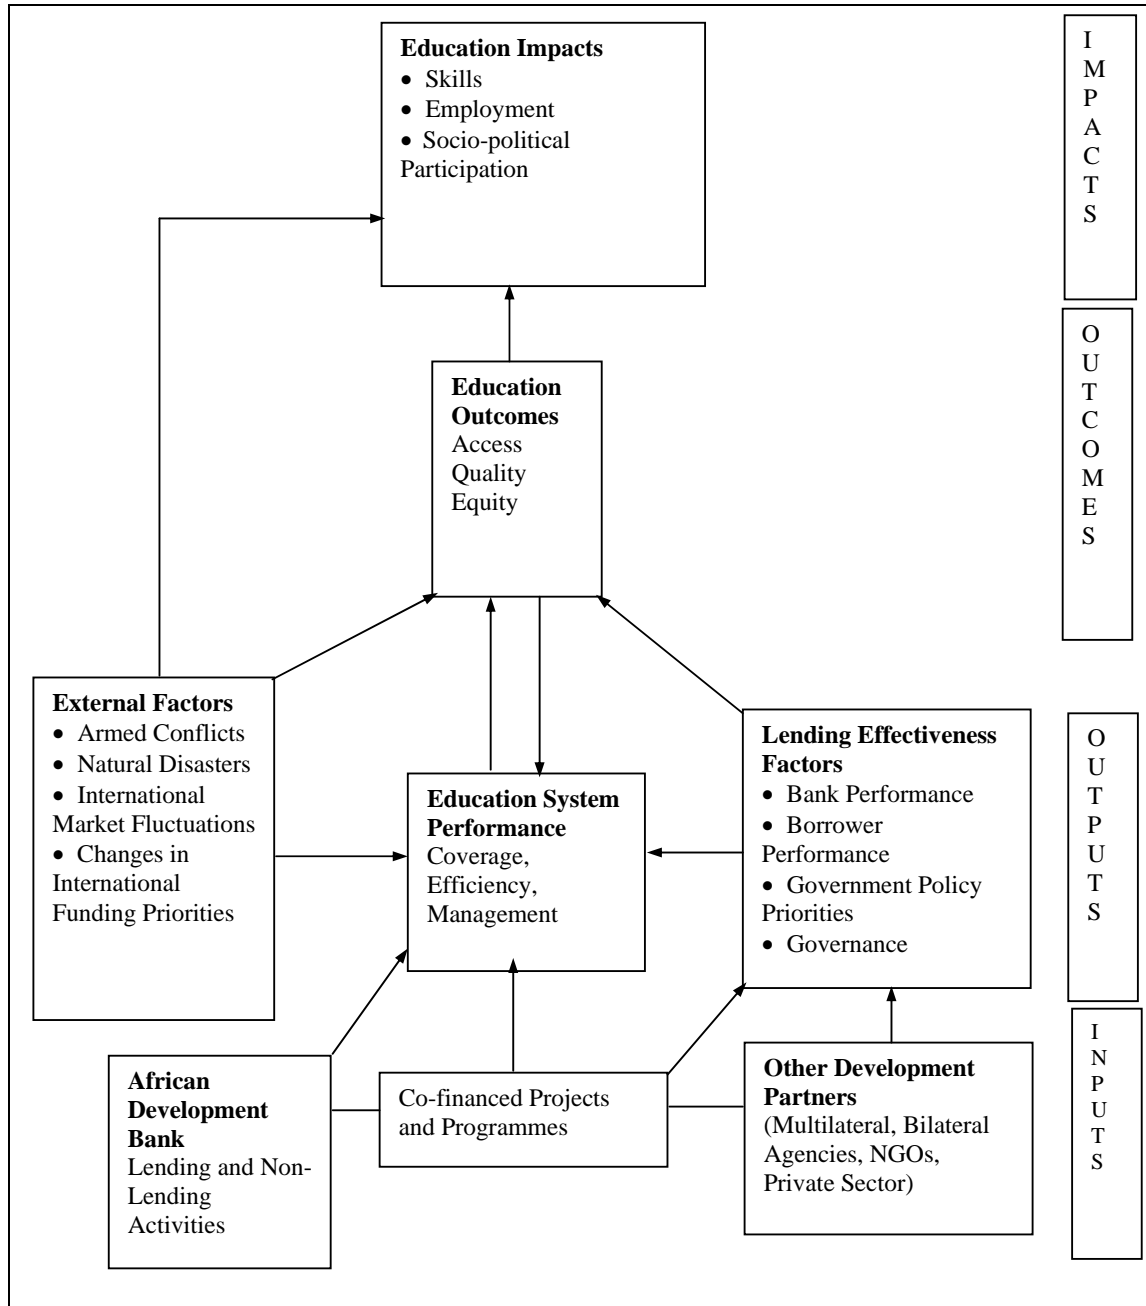 Education Impacts
• Skills
• Employment
• Socio-political
Participation
I
M
P
A
C
T
S
Education
Outcomes
Access
Quality
Equity
O
U
T
C
O
M
E
S
External Factors
• Armed Conflicts
• Natural Disasters
• International
Market Fluctuations
• Changes in
International
Funding Priorities
Education System
Performance
Coverage,
Efficiency,
Management
Lending Effectiveness
Factors
• Bank Performance
• Borrower
Performance
• Government Policy
Priorities
• Governance
O
U
T
P
U
T
S
African
Development
Bank
Lending and Non-
Lending
Activities
Co-financed Projects
and Programmes
Other Development
Partners
(Multilateral, Bilateral
Agencies, NGOs,
Private Sector)
I
N
P
U
T
S